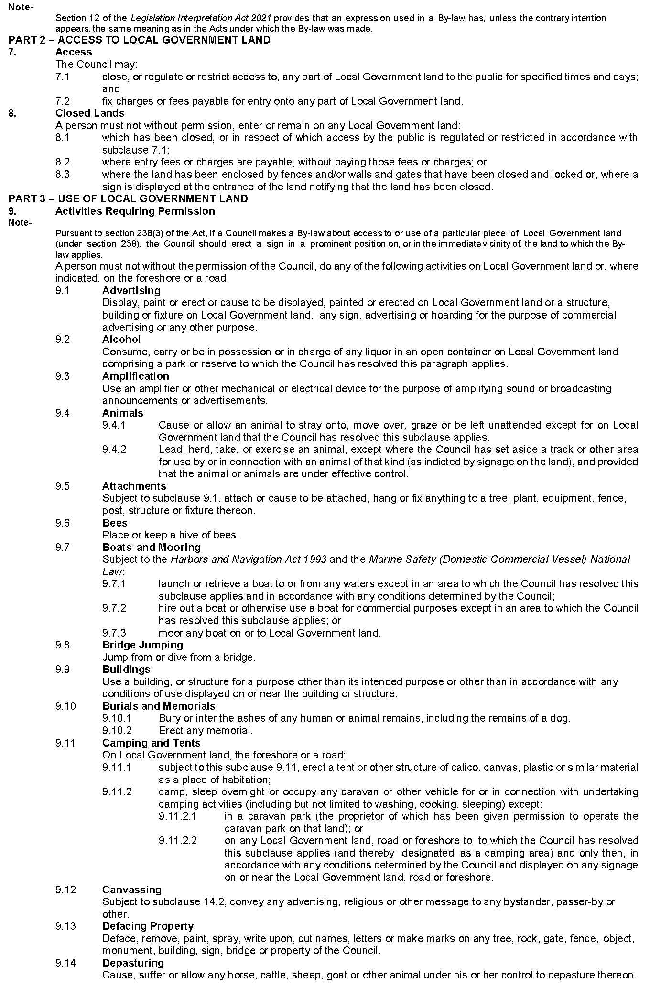 Note-
Section 12 of the Legislation Interpretation Act 2021 provides that an expression used in a By-law has, unless the contrary intention
appears, the same meaning as in the Acts under which the By-law was made.
PART 2 – ACCESS TO LOCAL GOVERNMENT LAND
7. Access
The Council may:
7.1 close, or regulate or restrict access to, any part of Local Government land to the public for specified times and days;
and
7.2 fix charges or fees payable for entry onto any part of Local Government land.
8. Closed Lands
A person must not without permission, enter or remain on any Local Government land:
8.1 which has been closed, or in respect of which access by the public is regulated or restricted in accordance with
subclause 7.1;
8.2 where entry fees or charges are payable, without paying those fees or charges; or
8.3 where the land has been enclosed by fences and/or walls and gates that have been closed and locked or, where a
sign is displayed at the entrance of the land notifying that the land has been closed.
PART 3 – USE OF LOCAL GOVERNMENT LAND
9. Activities Requiring Permission
Note-
Pursuant to section 238(3) of the Act, if a Council makes a By-law about access to or use of a particular piece of Local Government land
(under section 238), the Council should erect a sign in a prominent position on, or in the immediate vicinity of, the land to which the By-
law applies.
A person must not without the permission of the Council, do any of the following activities on Local Government land or, where
indicated, on the foreshore or a road.
9.1 Advertising
Display, paint or erect or cause to be displayed, painted or erected on Local Government land or a structure,
building or fixture on Local Government land, any sign, advertising or hoarding for the purpose of commercial
advertising or any other purpose.
9.2 Alcohol
Consume, carry or be in possession or in charge of any liquor in an open container on Local Government land
comprising a park or reserve to which the Council has resolved this paragraph applies.
9.3 Amplification
Use an amplifier or other mechanical or electrical device for the purpose of amplifying sound or broadcasting
announcements or advertisements.
9.4 Animals
9.4.1 Cause or allow an animal to stray onto, move over, graze or be left unattended except for on Local
Government land that the Council has resolved this subclause applies.
9.4.2 Lead, herd, take, or exercise an animal, except where the Council has set aside a track or other area
for use by or in connection with an animal of that kind (as indicted by signage on the land), and provided
that the animal or animals are under effective control.
9.5 Attachments
Subject to subclause 9.1, attach or cause to be attached, hang or fix anything to a tree, plant, equipment, fence,
post, structure or fixture thereon.
9.6 Bees
Place or keep a hive of bees.
9.7 Boats and Mooring
Subject to the Harbors and Navigation Act 1993 and the Marine Safety (Domestic Commercial Vessel) National
Law:
9.7.1 launch or retrieve a boat to or from any waters except in an area to which the Council has resolved this
subclause applies and in accordance with any conditions determined by the Council;
9.7.2 hire out a boat or otherwise use a boat for commercial purposes except in an area to which the Council
has resolved this subclause applies; or
9.7.3 moor any boat on or to Local Government land.
9.8 Bridge Jumping
Jump from or dive from a bridge.
9.9 Buildings
Use a building, or structure for a purpose other than its intended purpose or other than in accordance with any
conditions of use displayed on or near the building or structure.
9.10 Burials and Memorials
9.10.1 Bury or inter the ashes of any human or animal remains, including the remains of a dog.
9.10.2 Erect any memorial.
9.11 Camping and Tents
On Local Government land, the foreshore or a road:
9.11.1 subject to this subclause 9.11, erect a tent or other structure of calico, canvas, plastic or similar material
as a place of habitation;
9.11.2 camp, sleep overnight or occupy any caravan or other vehicle for or in connection with undertaking
camping activities (including but not limited to washing, cooking, sleeping) except:
9.11.2.1 in a caravan park (the proprietor of which has been given permission to operate the
caravan park on that land); or
9.11.2.2 on any Local Government land, road or foreshore to to which the Council has resolved
this subclause applies (and thereby designated as a camping area) and only then, in
accordance with any conditions determined by the Council and displayed on any signage
on or near the Local Government land, road or foreshore.
9.12 Canvassing
Subject to subclause 14.2, convey any advertising, religious or other message to any bystander, passer-by or
other.
9.13 Defacing Property
Deface, remove, paint, spray, write upon, cut names, letters or make marks on any tree, rock, gate, fence, object,
monument, building, sign, bridge or property of the Council.
9.14 Depasturing
Cause, suffer or allow any horse, cattle, sheep, goat or other animal under his or her control to depasture thereon.